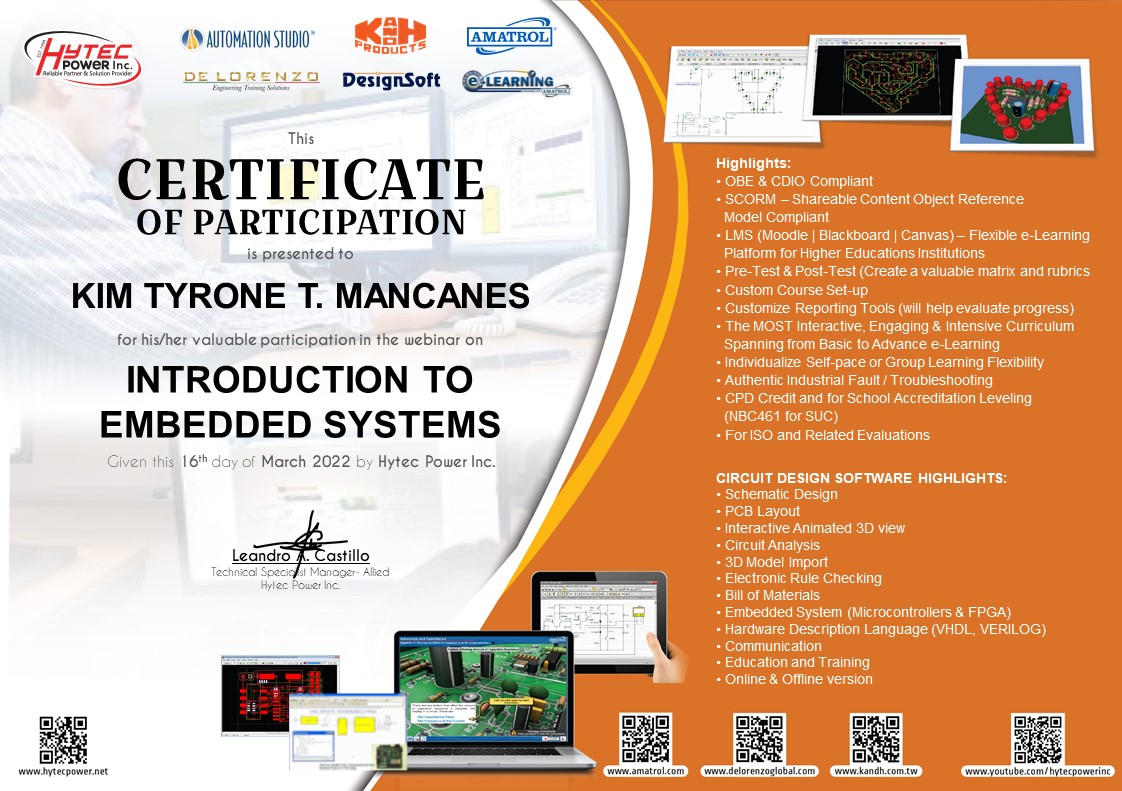 HYTEC
POWER Inc.
Reliable Partner & Solution Provider
AUTOMATION STUDIO™
K AND H
PRODUCTS
AMATROL®
DE LORENZO
Engineering Training Solutions
DesignSoft
e-LEARNING
AMATROL
This
CERTIFICATE
OF PARTICIPATION
is presented to
KIM TYRONE T. MANCANES
for his/her valuable participation in the webinar on
INTRODUCTION TO
EMBEDDED SYSTEMS
Given this 16th day of March 2022 by Hytec Power Inc.
Leandro A. Castillo
Technical Specialist Manager- Allied
Hytec Power Inc.
www.hytecpower.net
Highlights:
• OBE & CDIO Compliant
• SCORM – Shareable Content Object Reference
Model Compliant
• LMS (Moodle | Blackboard | Canvas) – Flexible e-Learning
Platform for Higher Educations Institutions
• Pre-Test & Post-Test (Create a valuable matrix and rubrics
• Custom Course Set-up
• Customize Reporting Tools (will help evaluate progress)
• The MOST Interactive, Engaging & Intensive Curriculum
Spanning from Basic to Advance e-Learning
• Individualize Self-pace or Group Learning Flexibility
• Authentic Industrial Fault / Troubleshooting
• CPD Credit and for School Accreditation Leveling
(NBC461 for SUC)
• For ISO and Related Evaluations
CIRCUIT DESIGN SOFTWARE HIGHLIGHTS:
• Schematic Design
• PCB Layout
• Interactive Animated 3D view
• Circuit Analysis
• 3D Model Import
• Electronic Rule Checking
• Bill of Materials
• Embedded System (Microcontrollers & FPGA)
• Hardware Description Language (VHDL, VERILOG)
• Communication
• Education and Training
• Online & Offline version
www.amatrol.com
www.delorenzoglobal.com
www.kandh.com.tw
www.youtube.com/hytecpowerinc